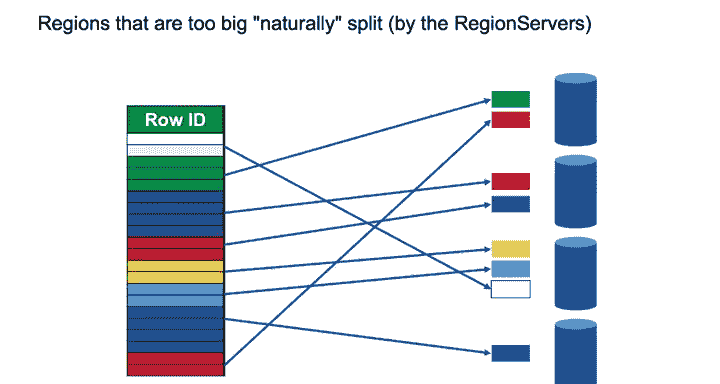 Regions that are too big "naturally" split (by the RegionServers)
Row ID